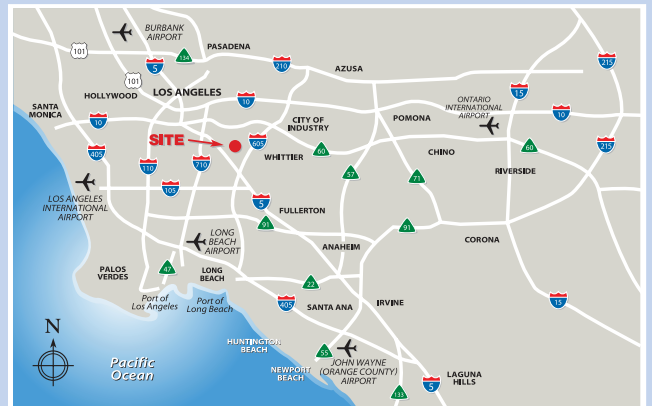 BURBANK
AIRPORT
101
5
134
PASADENA
210
AZUSA
215
101
HOLLYWOOD
LOS ANGELES
15
SANTA
MONICA
10
10
CITY OF
INDUSTRY
POMONA
ONTARIO
INTERNATIONAL
AIRPORT
10
SITE
605
405
110
710
WHITTIER
60
CHINO
60
215
RIVERSIDE
57
71
105
LOS ANGELES
INTERNATIONAL
AIRPORT
5
FULLERTON
91
91
LONG
BEACH
AIRPORT
ANAHEIM
CORONA
PALOS
VERDES
47
LONG
BEACH
22
Port of
Los Angeles
Port of
Long Beach
405
SANTA ANA
IRVINE
15
N
HUNTINGTON
BEACH
55
JOHN WAYNE
(ORANGE COUNTY)
AIRPORT
Pacific
Ocean
NEWPORT
BEACH
LAGUNA
HILLS
5
133